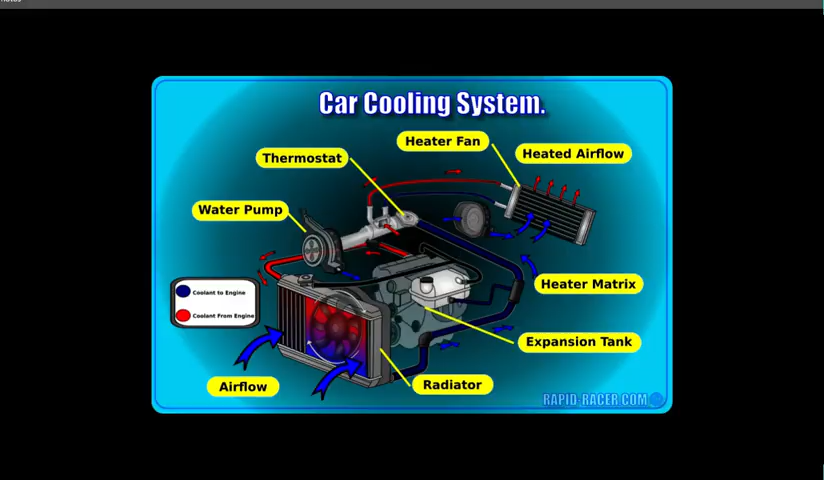 Car Cooling System.
Heater Fan
Heated Airflow
Thermostat
Water Pump
Heater Matrix
Coolant to Engine
Coolant From Engine
Expansion Tank
Airflow
Radiator
RAPID-RACER.COM